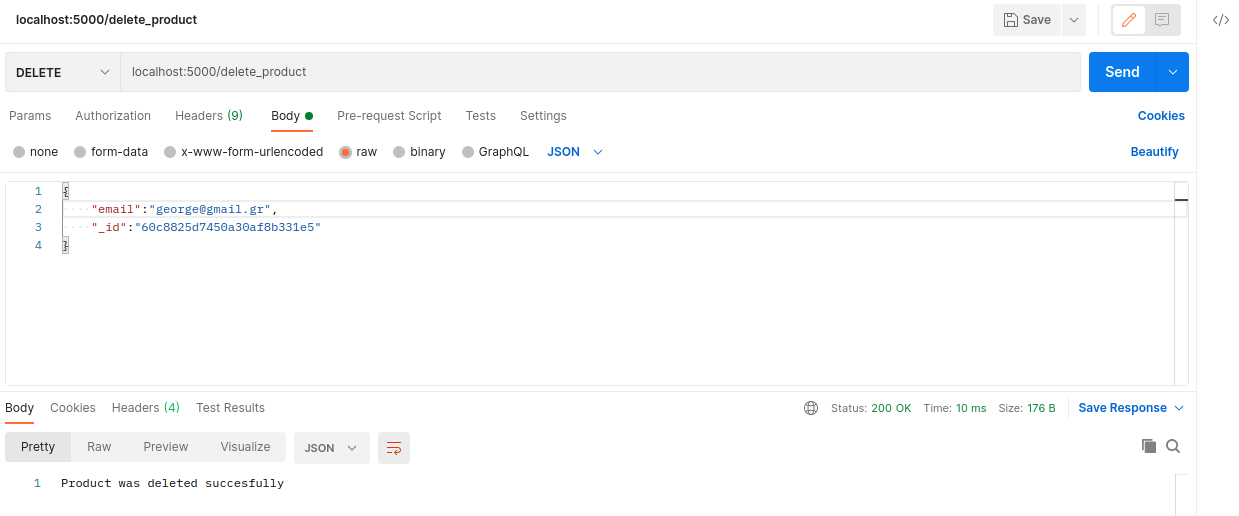 localhost:5000/delete_product Save </>
DELETE localhost:5000/delete_product Send
Params Authorization Headers (9) Body Pre-request Script Tests Settings Cookies
none form-data x-www-form-urlencoded raw binary GraphQL JSON Beautify
1 {
2 "email":"george@gmail.gr",
3 "_id":"60c8825d7450a30af8b331e5"
4 }
Body Cookies Headers (4) Test Results Status: 200 OK Time: 10 ms Size: 176 B Save Response
Pretty Raw Preview Visualize JSON
1 Product was deleted succesfully